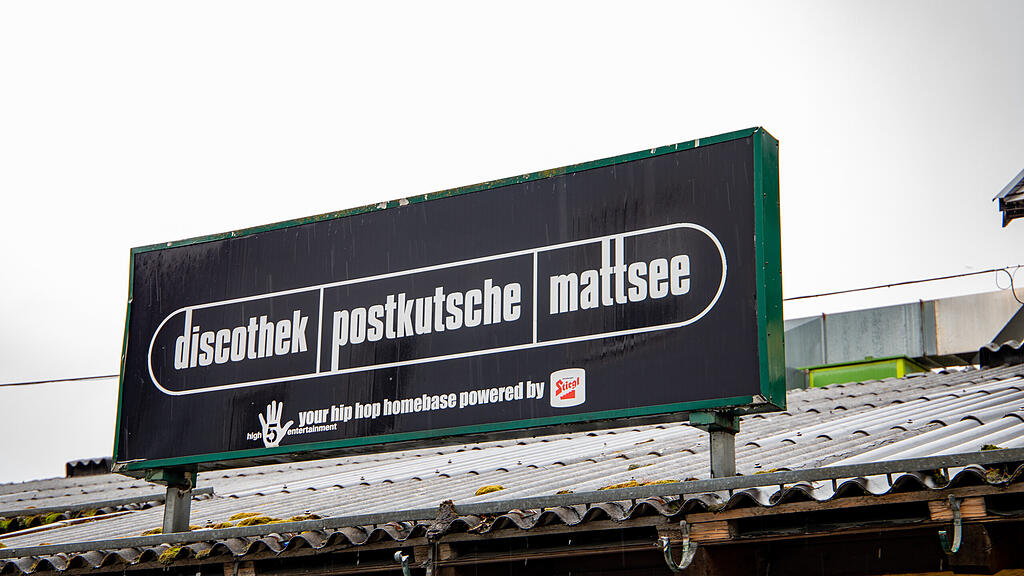 discothek postkutsche mattsee
your hip hop homebase powered by Stiegl
high 5 entertainment